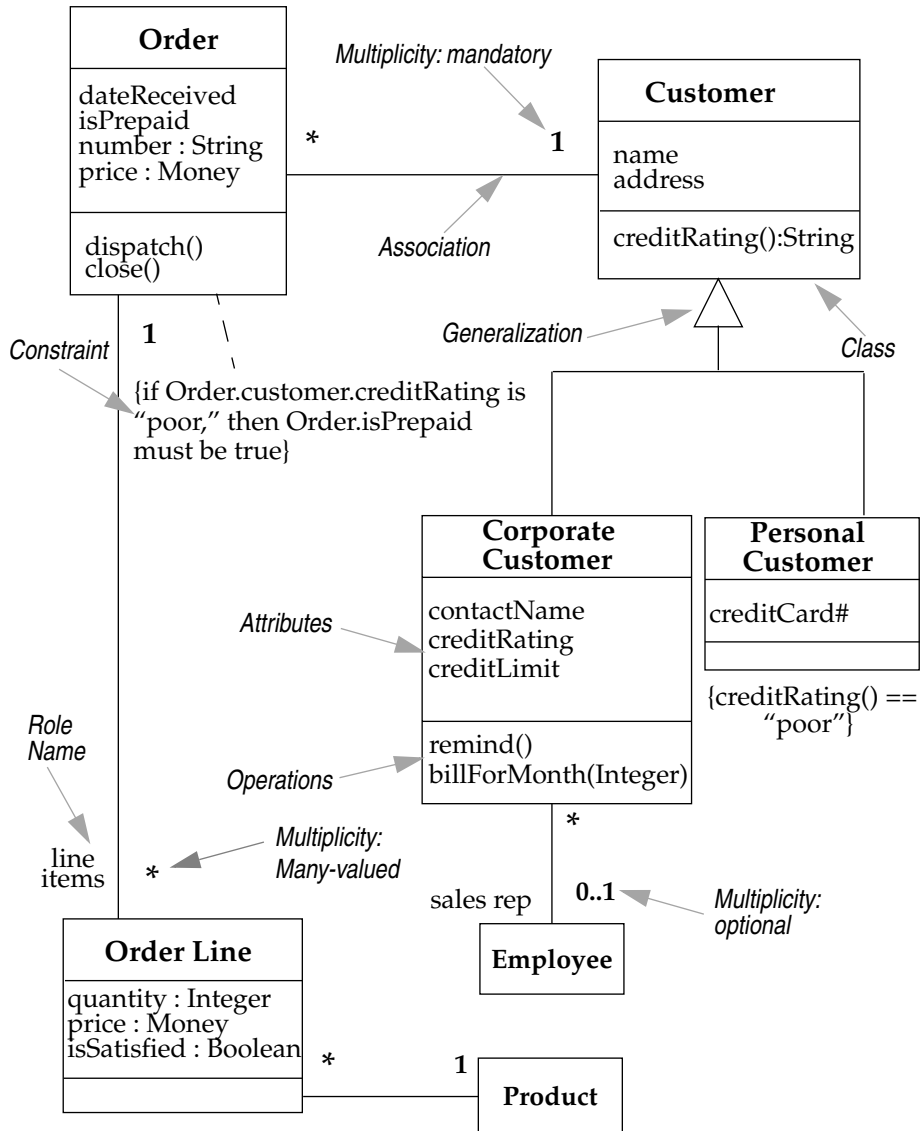 Order
dateReceived
isPrepaid
number : String
price : Money
dispatch()
close()
Multiplicity: mandatory
*
1
Association
Customer
name
address
creditRating():String
Generalization
Class
1
Constraint
{if Order.customer.creditRating is
“poor,” then Order.isPrepaid
must be true}
Corporate
Customer
contactName
creditRating
creditLimit
remind()
billForMonth(Integer)
Personal
Customer
creditCard#
{creditRating() ==
“poor”}
Attributes
Operations
Role
Name
line
items
*
Multiplicity:
Many-valued
*
sales rep
0..1
Multiplicity:
optional
Employee
Order Line
quantity : Integer
price : Money
isSatisfied : Boolean
*
1
Product